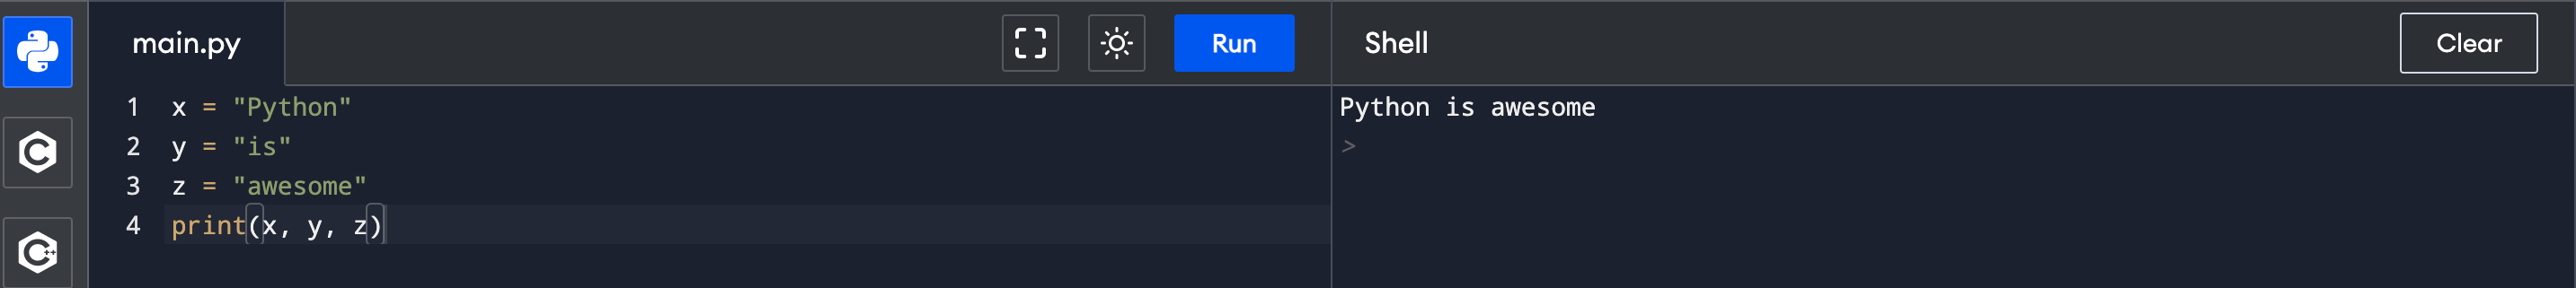 main.py
Run
Shell
Clear
1 x = "Python"
2 y = "is"
3 z = "awesome"
4 print(x, y, z)
Python is awesome
>
C
C++